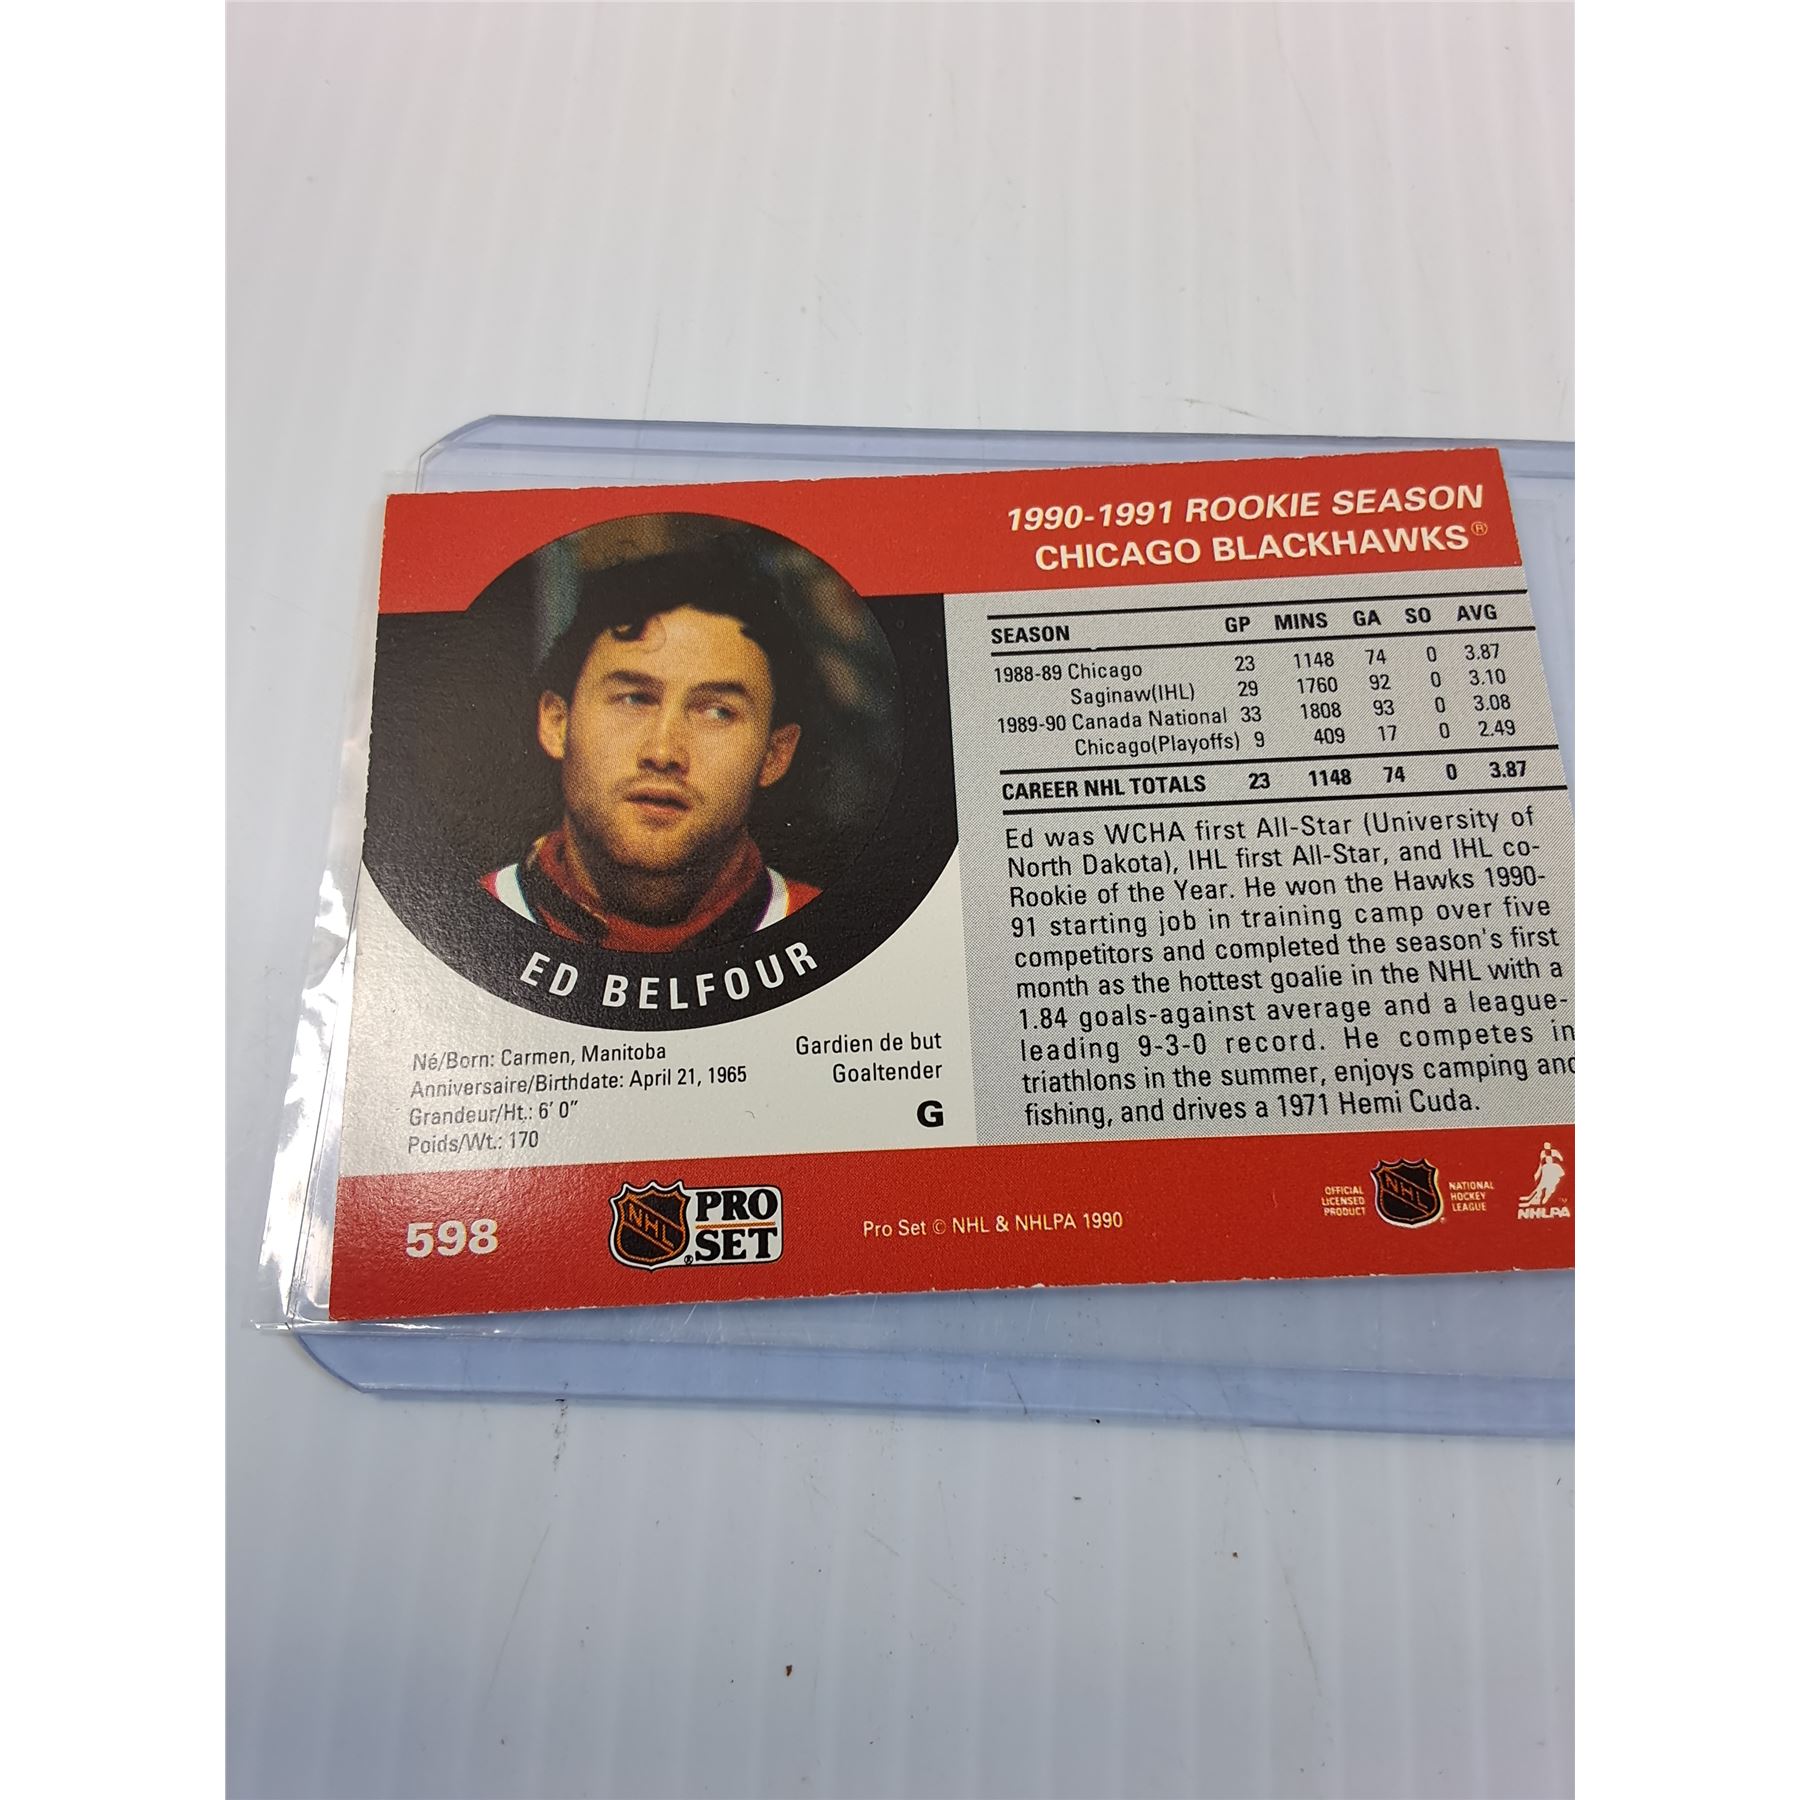 1990-1991 ROOKIE SEASON
CHICAGO BLACKHAWKS®
ED BELFOUR
Né/Born: Carmen, Manitoba
Anniversaire/Birthdate: April 21, 1965
Grandeur/Ht.: 6' 0"
Poids/Wt.: 170
Gardien de but
Goaltender
G
SEASON GP MINS GA SO AVG
1988-89 Chicago 23 1148 74 0 3.87
Saginaw(IHL) 29 1760 92 0 3.10
1989-90 Canada National 33 1808 93 0 3.08
Chicago(Playoffs) 9 409 17 0 2.49
CAREER NHL TOTALS 23 1148 74 0 3.87
Ed was WCHA first All-Star (University of
North Dakota), IHL first All-Star, and IHL co-
Rookie of the Year. He won the Hawks 1990-
91 starting job in training camp over five
competitors and completed the season's first
month as the hottest goalie in the NHL with a
1.84 goals-against average and a league-
leading 9-3-0 record. He competes in
triathlons in the summer, enjoys camping and
fishing, and drives a 1971 Hemi Cuda.
598
NHL PRO
SET®
Pro Set © NHL & NHLPA 1990
OFFICIAL
LICENSED
PRODUCT
NHL
NATIONAL
HOCKEY
LEAGUE
NHLPA™